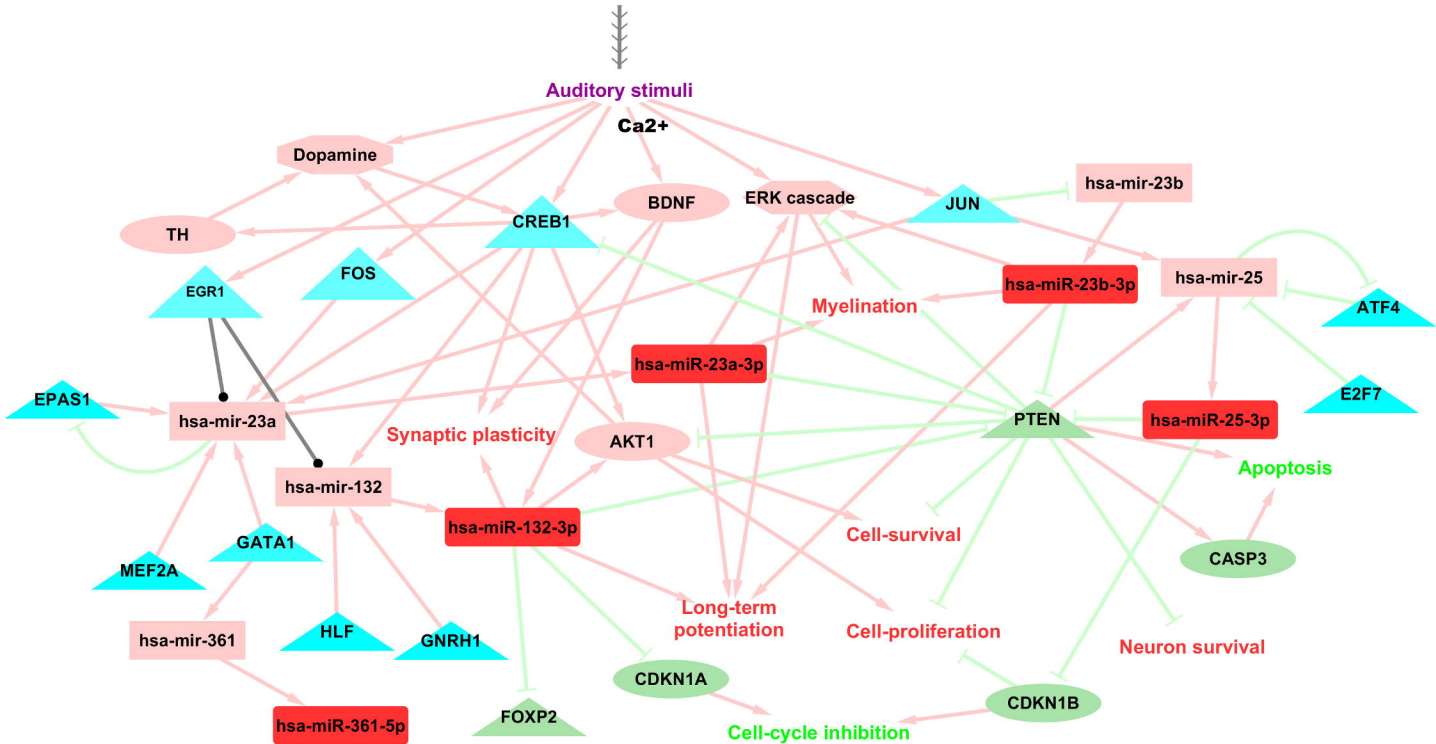 Auditory stimuli
Ca2+
Dopamine
hsa-mir-23b
BDNF
ERK cascade
JUN
CREB1
TH
FOS
hsa-mir-25
EGR1
hsa-miR-23b-3p
Myelination
ATF4
hsa-miR-23a-3p
EPAS1
E2F7
hsa-mir-23a
PTEN
hsa-miR-25-3p
Synaptic plasticity
AKT1
Apoptosis
hsa-mir-132
hsa-miR-132-3p
Cell-survival
GATA1
CASP3
MEF2A
Long-term
potentiation
HLF
Cell-proliferation
hsa-mir-361
GNRH1
Neuron survival
CDKN1A
CDKN1B
FOXP2
hsa-miR-361-5p
Cell-cycle inhibition